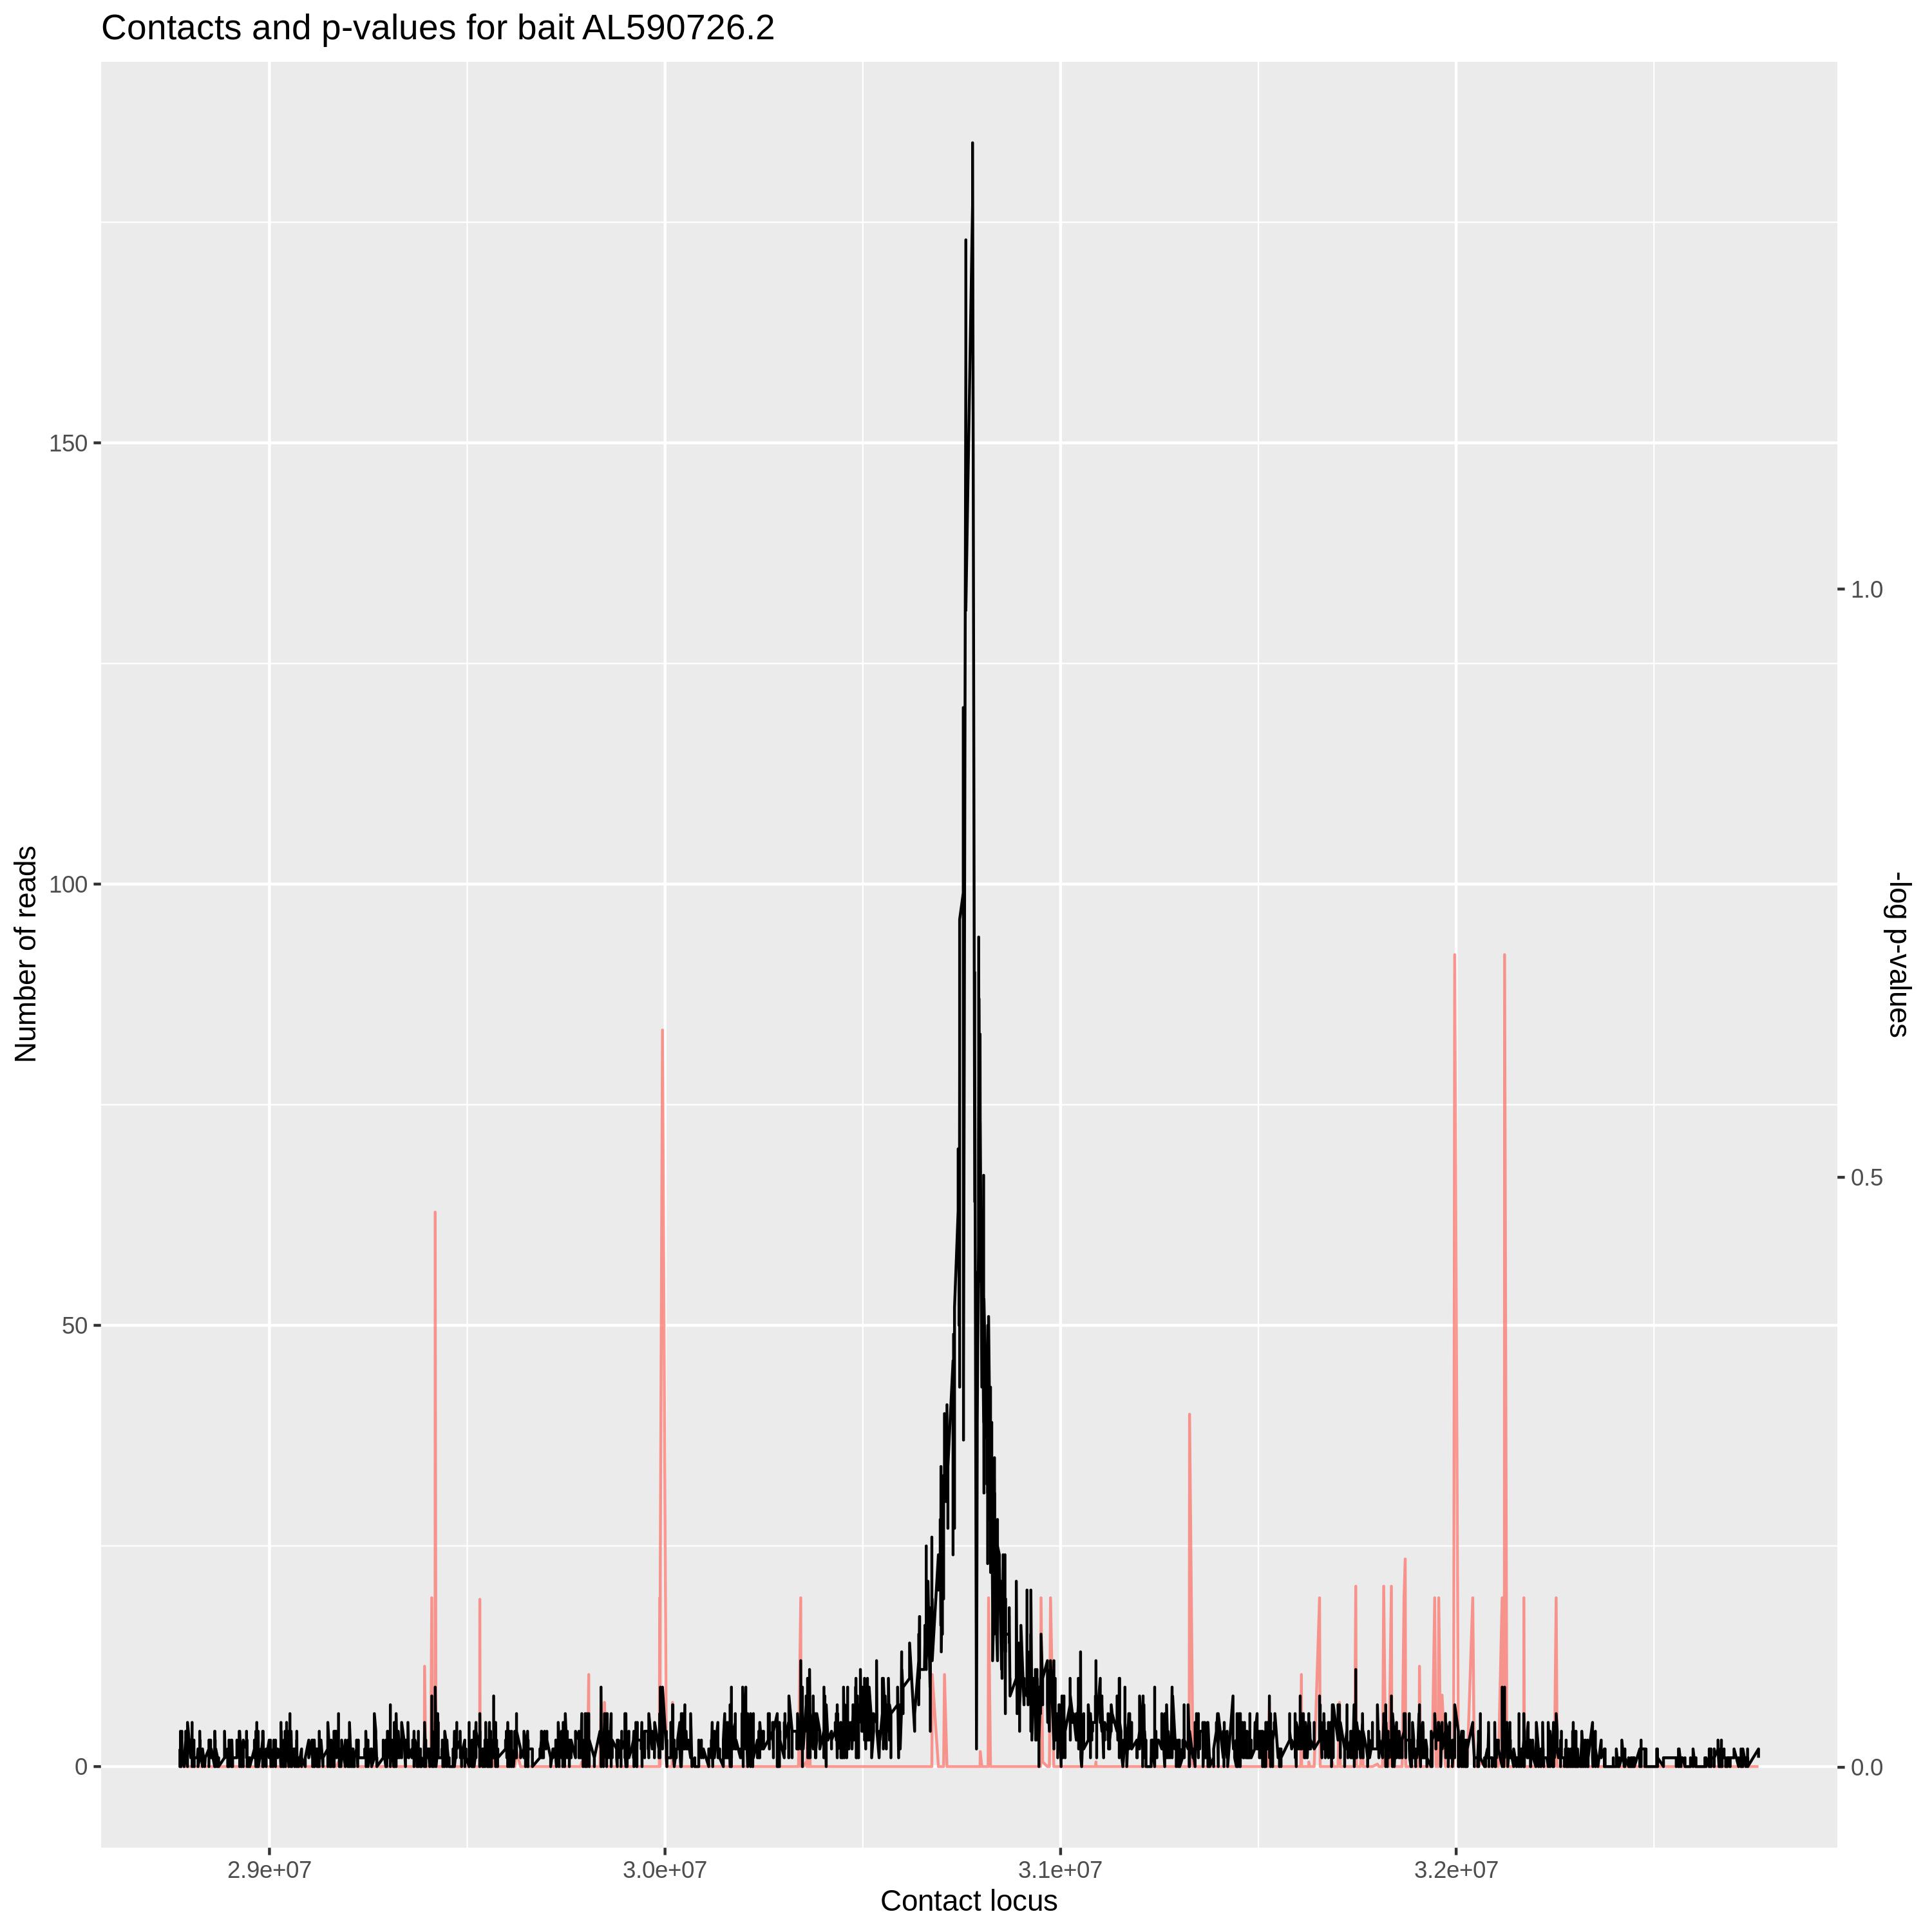 Contacts and p-values for bait AL590726.2
150
100
50
0
Number of reads
1.0
0.5
0.0
-log p-values
2.9e+07
3.0e+07
3.1e+07
3.2e+07
Contact locus